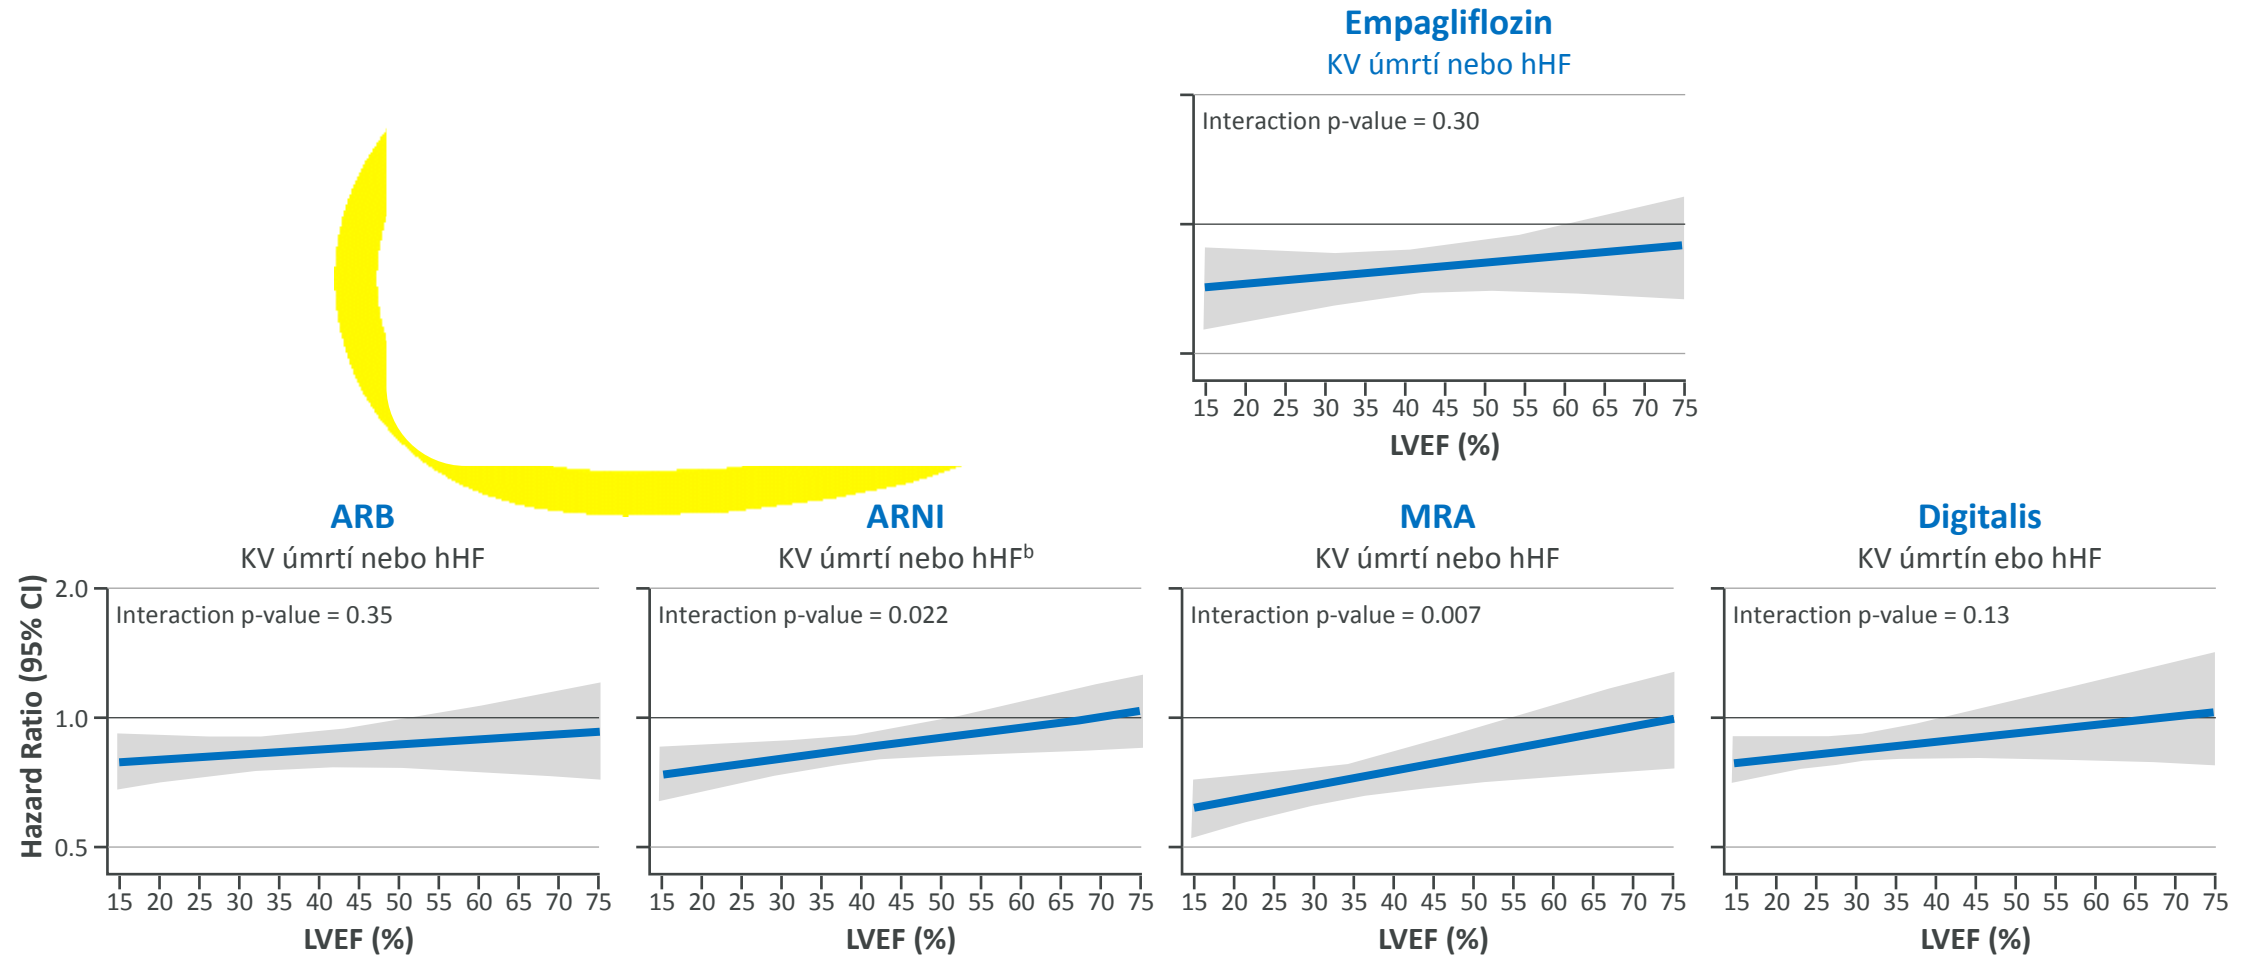 Empagliflozin
KV úmrtí nebo hHF
Interaction p-value = 0.30
15 20 25 30 35 40 45 50 55 60 65 70 75
LVEF (%)
ARB
KV úmrtí nebo hHF
Hazard Ratio (95% CI)
2.0
1.0
0.5
Interaction p-value = 0.35
15 20 25 30 35 40 45 50 55 60 65 70 75
LVEF (%)
ARNI
KV úmrtí nebo hHFᵇ
Interaction p-value = 0.022
15 20 25 30 35 40 45 50 55 60 65 70 75
LVEF (%)
MRA
KV úmrtí nebo hHF
Interaction p-value = 0.007
15 20 25 30 35 40 45 50 55 60 65 70 75
LVEF (%)
Digitalis
KV úmrtín ebo hHF
Interaction p-value = 0.13
15 20 25 30 35 40 45 50 55 60 65 70 75
LVEF (%)